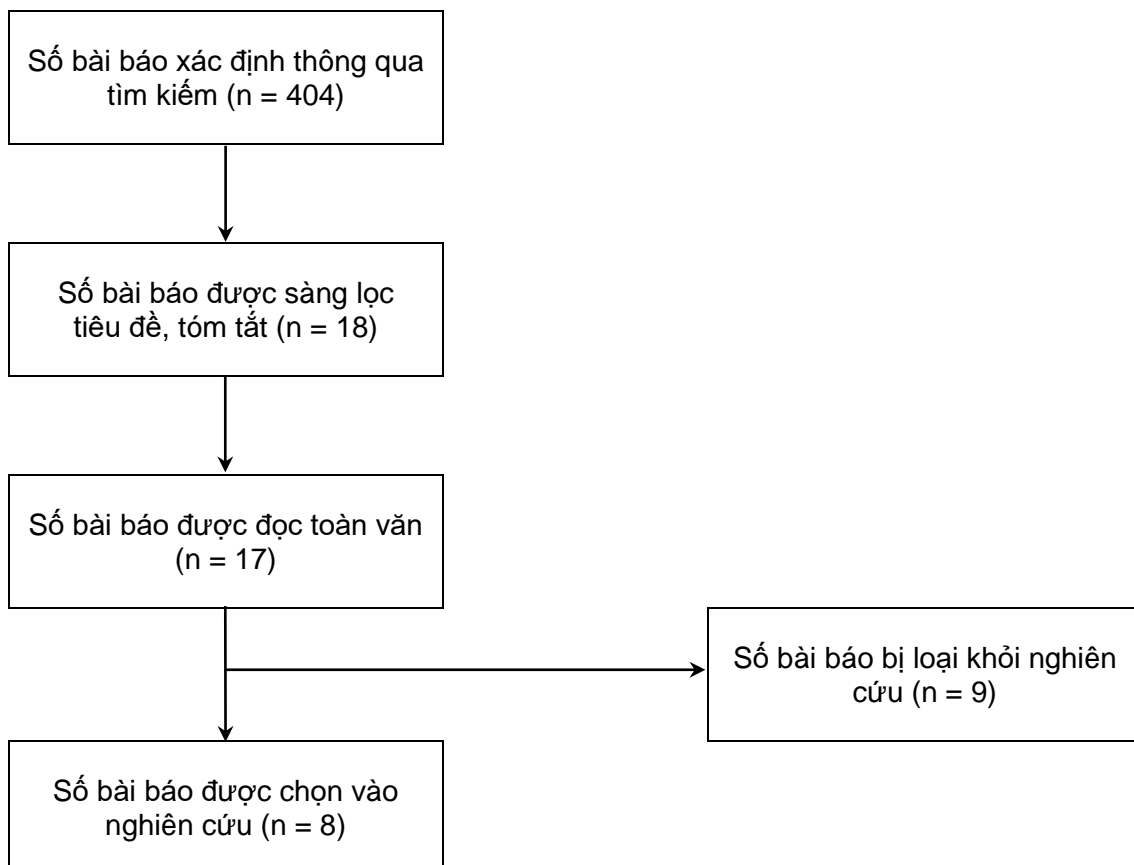 Số bài báo xác định thông qua
tìm kiếm (n = 404)
Số bài báo được sàng lọc
tiêu đề, tóm tắt (n = 18)
Số bài báo được đọc toàn văn
(n = 17)
Số bài báo bị loại khỏi nghiên
cứu (n = 9)
Số bài báo được chọn vào
nghiên cứu (n = 8)